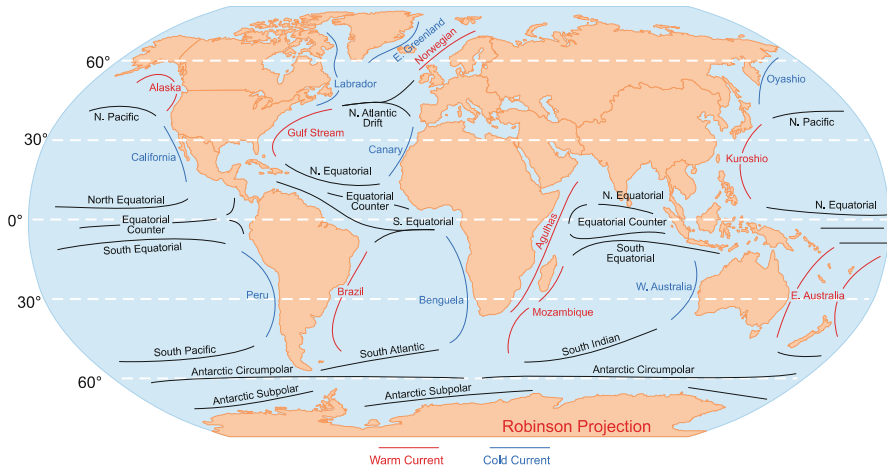 E. Greenland
Norwegian
60°
Alaska
Labrador
Oyashio
N. Pacific
N. Atlantic
Drift
N. Pacific
Gulf Stream
30°
California
Canary
Kuroshio
N. Equatorial
North Equatorial
Equatorial
Counter
N. Equatorial
N. Equatorial
0°
Equatorial
Counter
S. Equatorial
Agulhas
Equatorial Counter
South Equatorial
South
Equatorial
30°
Peru
Brazil
Benguela
Mozambique
W. Australia
E. Australia
South Pacific
South Atlantic
South Indian
60°
Antarctic Circumpolar
Antarctic Circumpolar
Antarctic Subpolar
Antarctic Subpolar
Robinson Projection
Warm Current
Cold Current